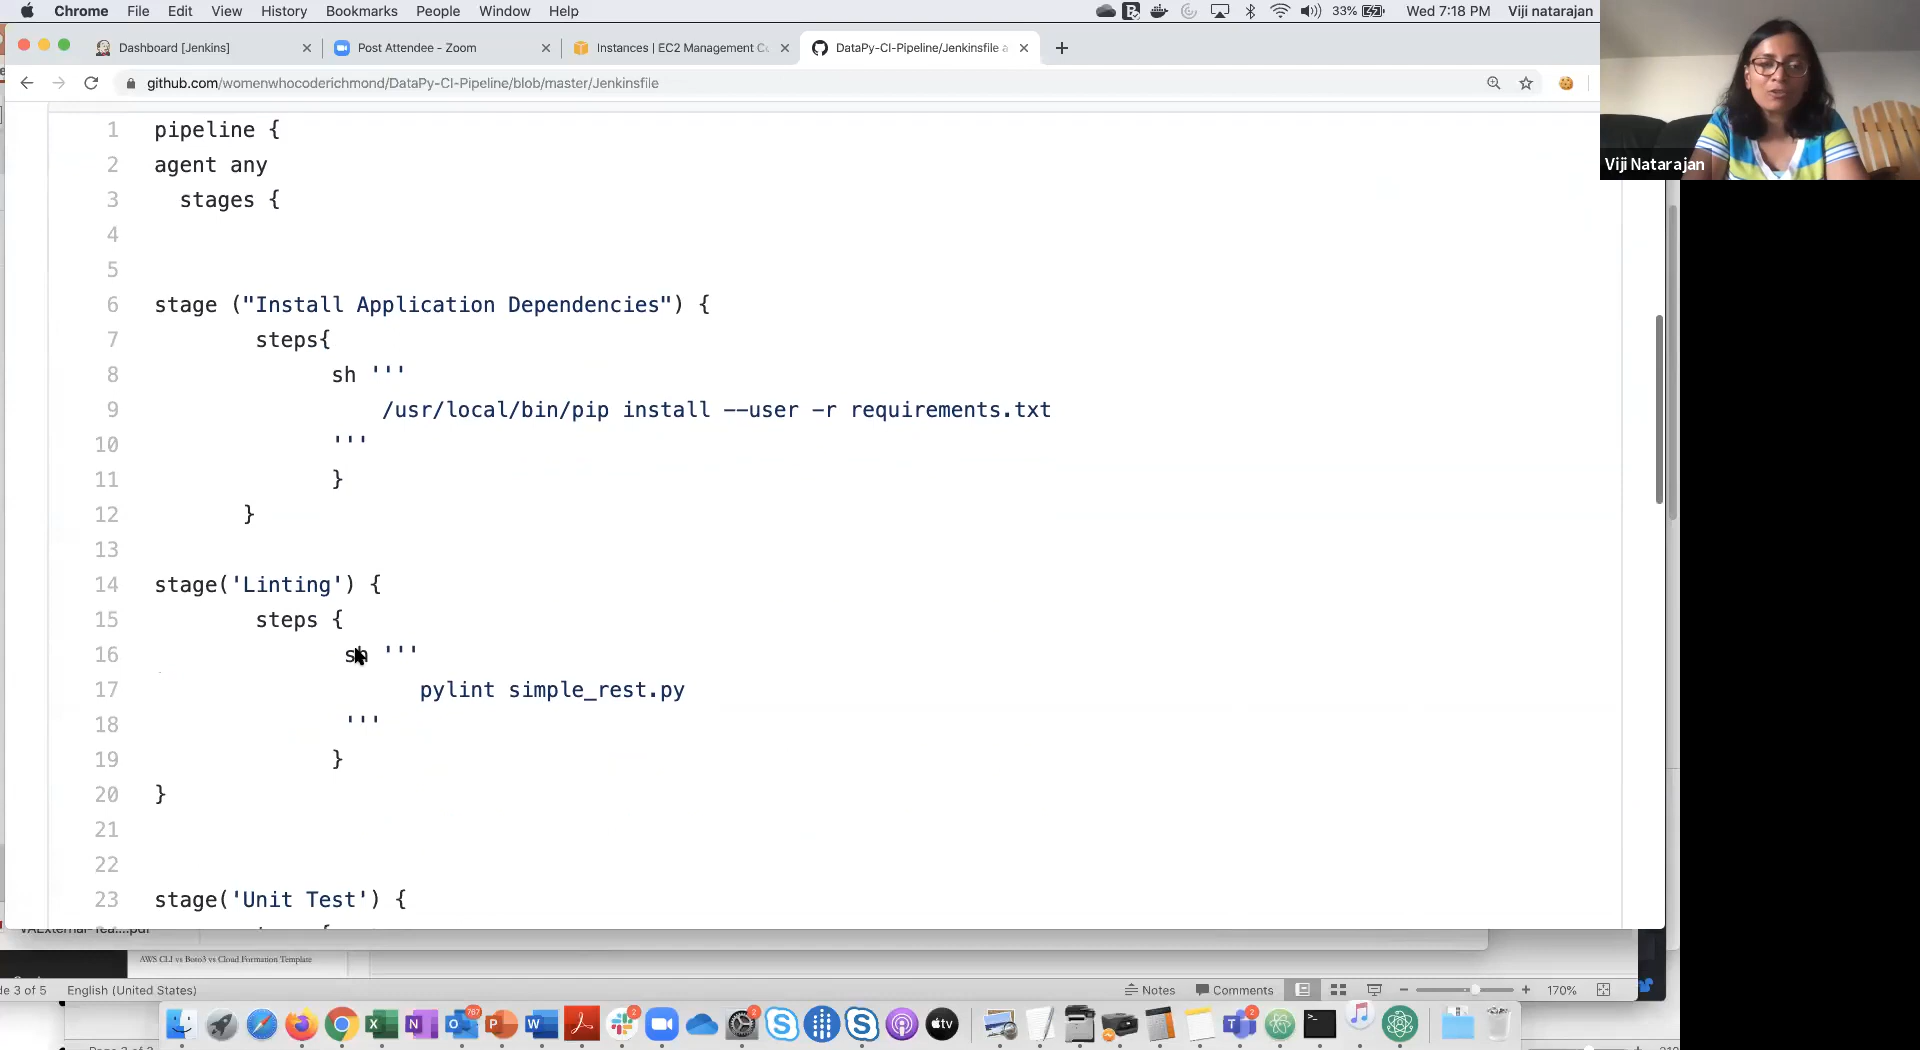 Chrome File Edit View History Bookmarks People Window Help 33% Wed 7:18 PM Viji natarajan
Dashboard [Jenkins] Post Attendee - Zoom Instances | EC2 Management Co DataPy-CI-Pipeline/Jenkinsfile a
github.com/womenwhocoderichmond/DataPy-CI-Pipeline/blob/master/Jenkinsfile
Viji Natarajan
1 pipeline {
2 agent any
3 stages {
4
5
6 stage ("Install Application Dependencies") {
7 steps{
8 sh '''
9 /usr/local/bin/pip install --user -r requirements.txt
10 '''
11 }
12 }
13
14 stage('Linting') {
15 steps {
16 sh '''
17 pylint simple_rest.py
18 '''
19 }
20 }
21
22
23 stage('Unit Test') {
AWS CLI vs Boto3 vs Cloud Formation Template
de 3 of 5 English (United States) Notes Comments 170%